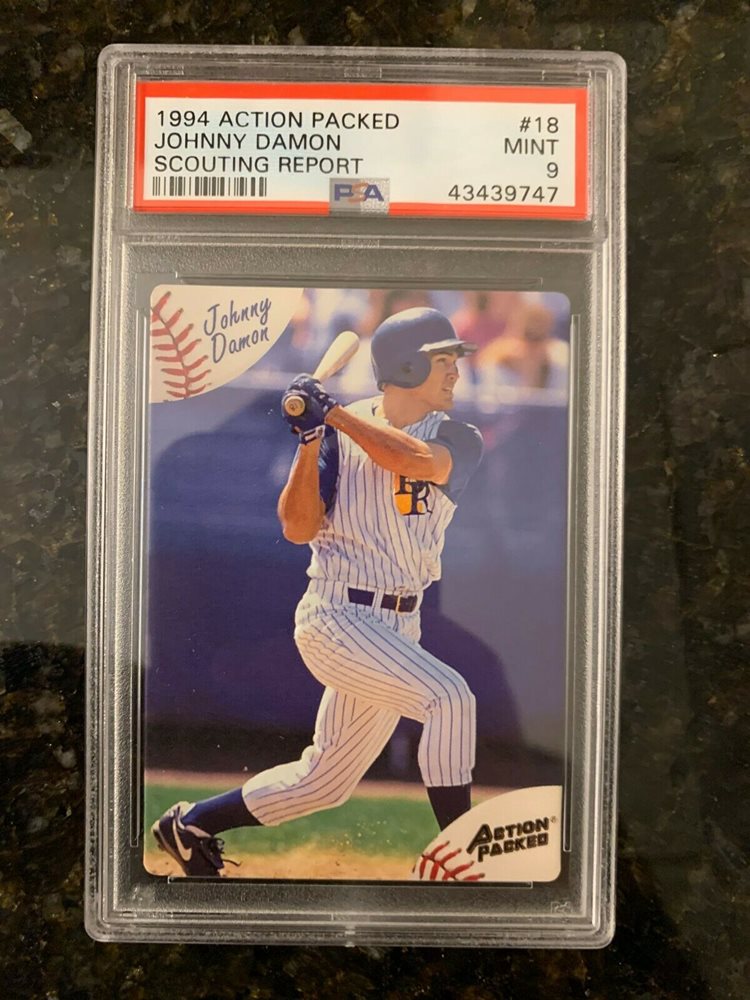 1994 ACTION PACKED #18
JOHNNY DAMON MINT
SCOUTING REPORT 9
PSA 43439747
Johnny
Damon
ACTION
PACKED®